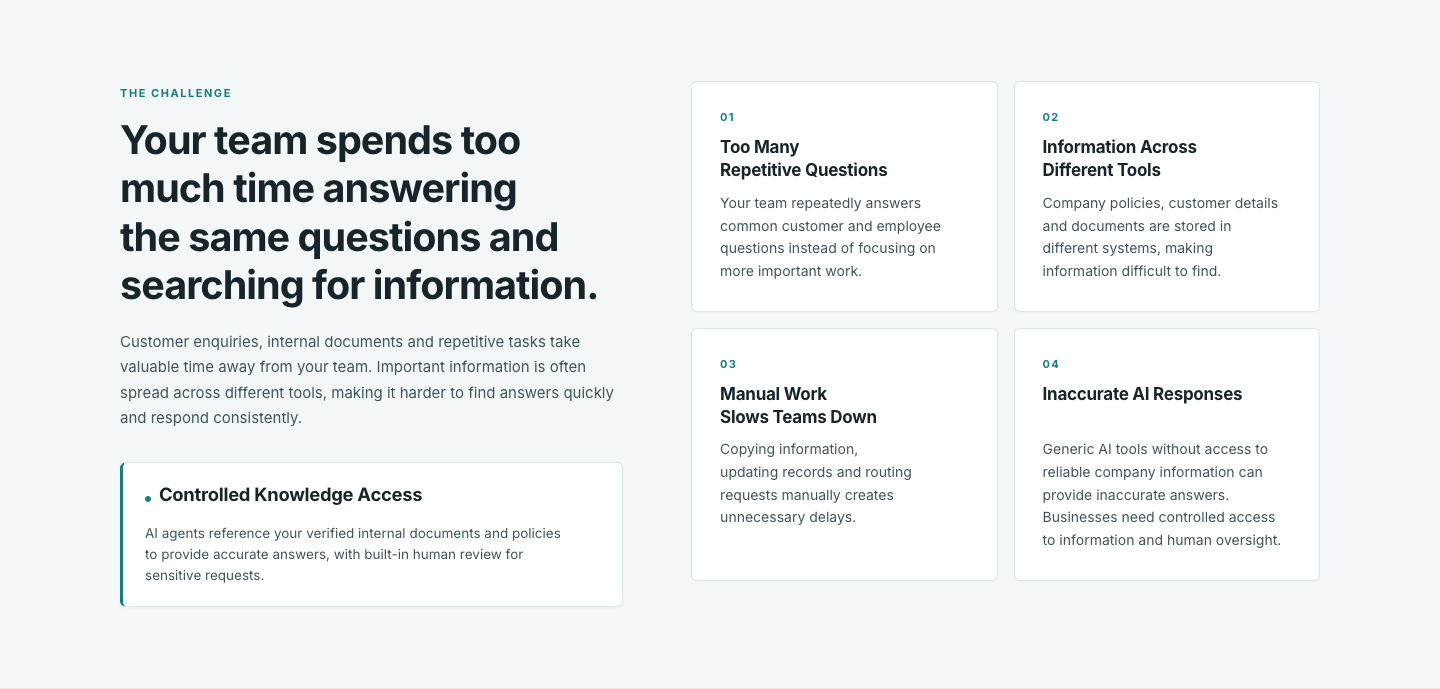 THE CHALLENGE
Your team spends too
much time answering
the same questions and
searching for information.
Customer enquiries, internal documents and repetitive tasks take
valuable time away from your team. Important information is often
spread across different tools, making it harder to find answers quickly
and respond consistently.
Controlled Knowledge Access
AI agents reference your verified internal documents and policies
to provide accurate answers, with built-in human review for
sensitive requests.
01
Too Many
Repetitive Questions
Your team repeatedly answers
common customer and employee
questions instead of focusing on
more important work.
02
Information Across
Different Tools
Company policies, customer details
and documents are stored in
different systems, making
information difficult to find.
03
Manual Work
Slows Teams Down
Copying information,
updating records and routing
requests manually creates
unnecessary delays.
04
Inaccurate AI Responses
Generic AI tools without access to
reliable company information can
provide inaccurate answers.
Businesses need controlled access
to information and human oversight.